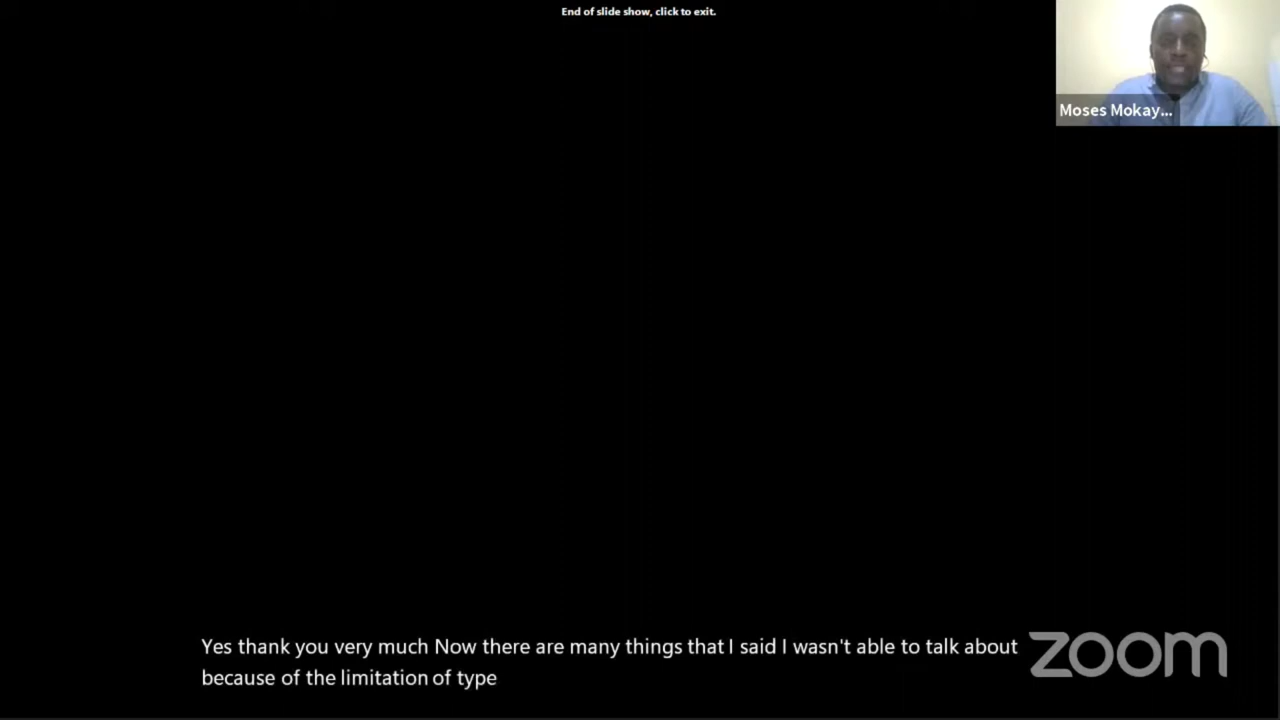 End of slide show, click to exit.
Moses Mokay...
Yes thank you very much Now there are many things that I said I wasn't able to talk about
because of the limitation of type
zoom